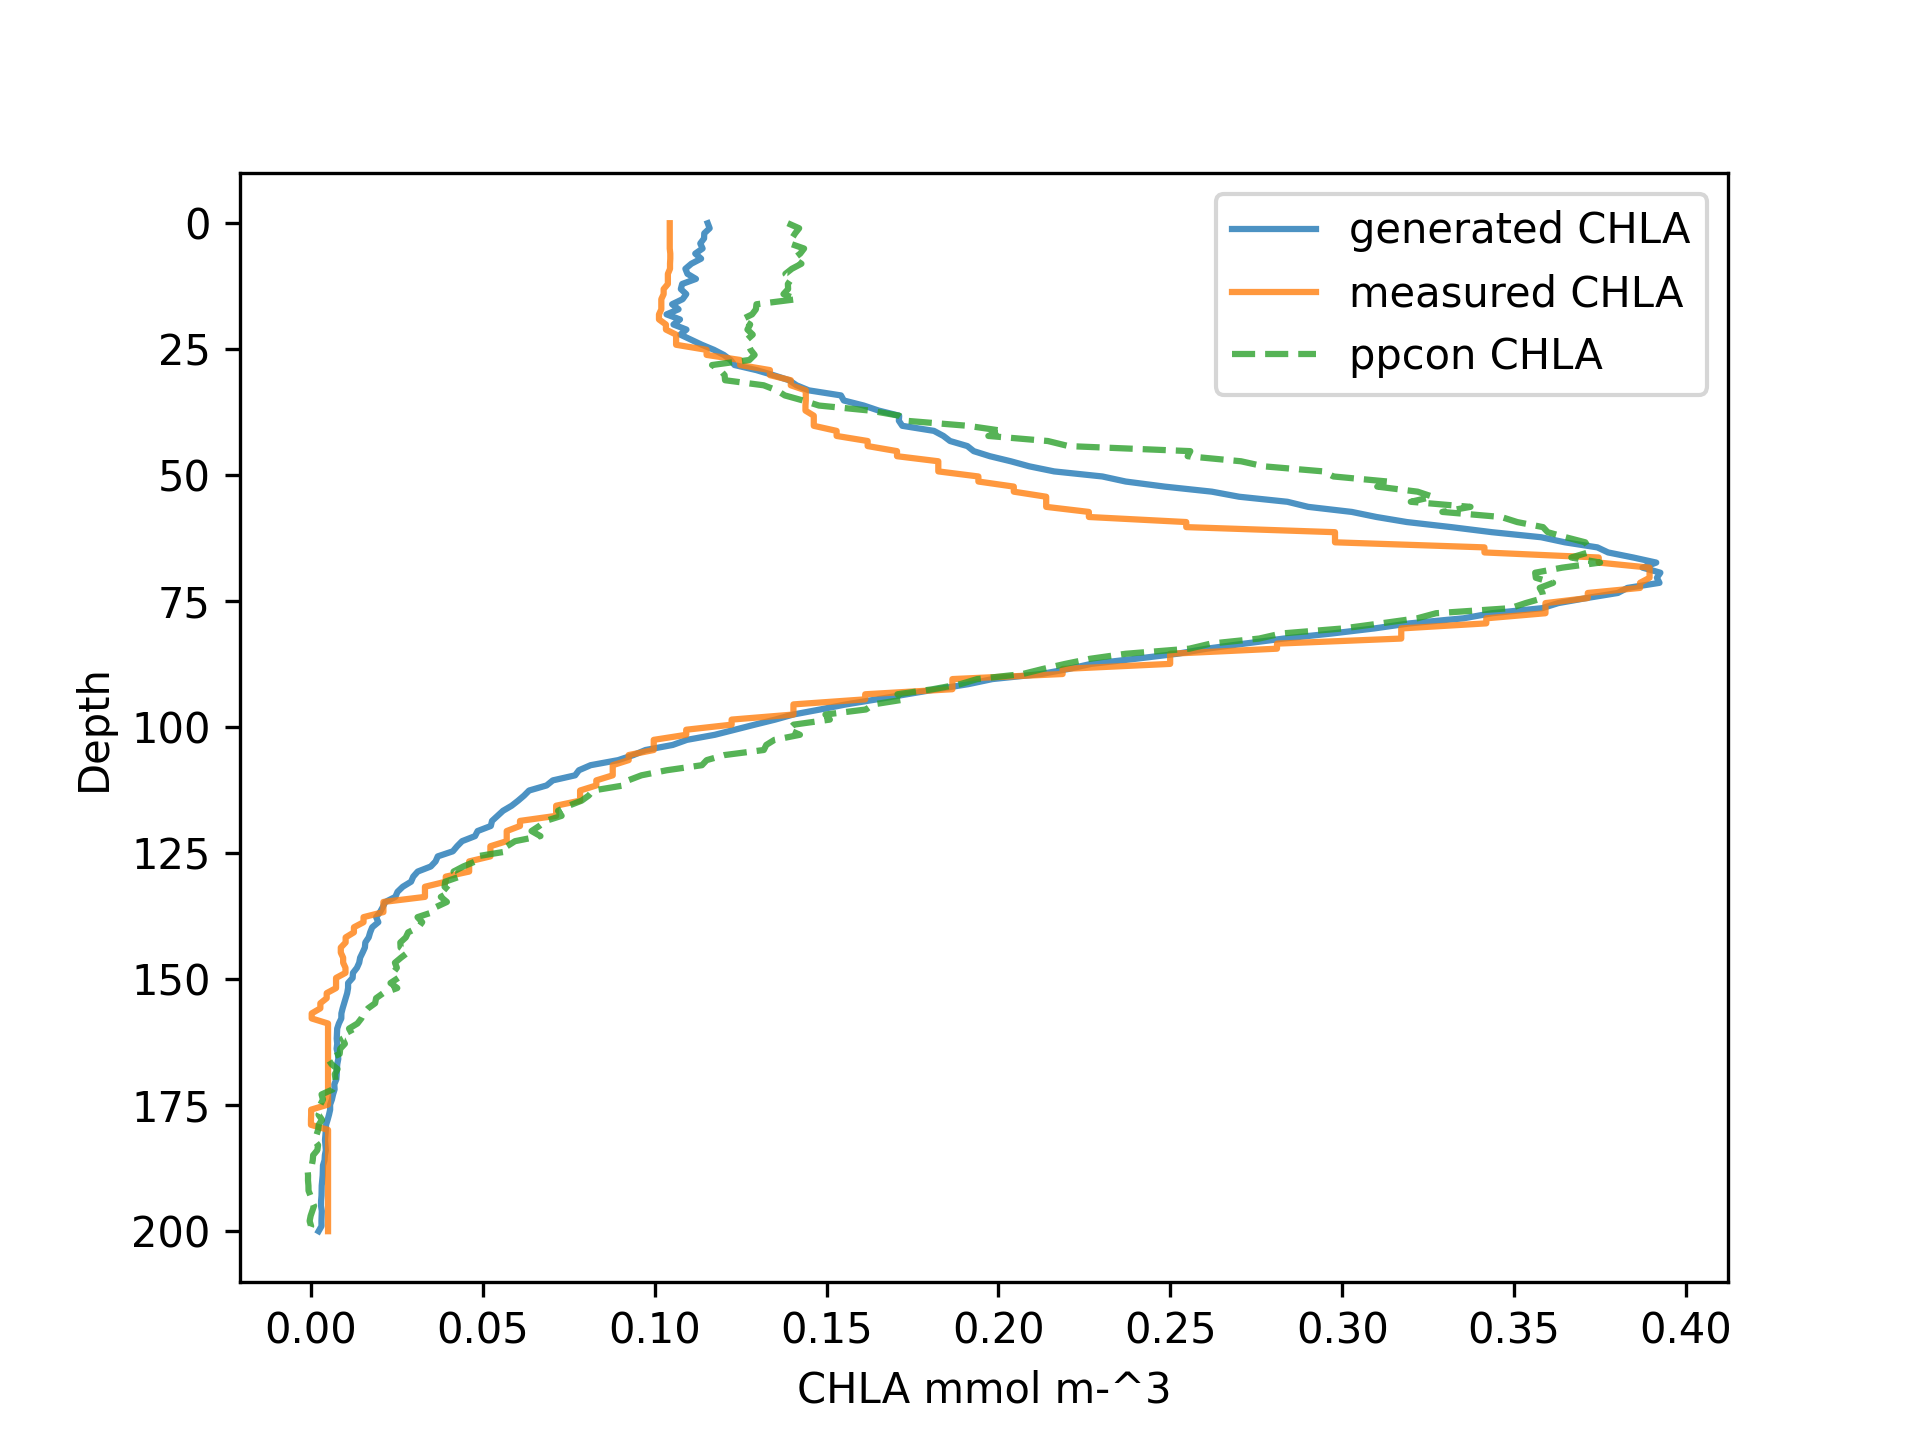 generated CHLA
measured CHLA
ppcon CHLA
0
25
50
75
100
125
150
175
200
Depth
0.00 0.05 0.10 0.15 0.20 0.25 0.30 0.35 0.40
CHLA mmol m-^3